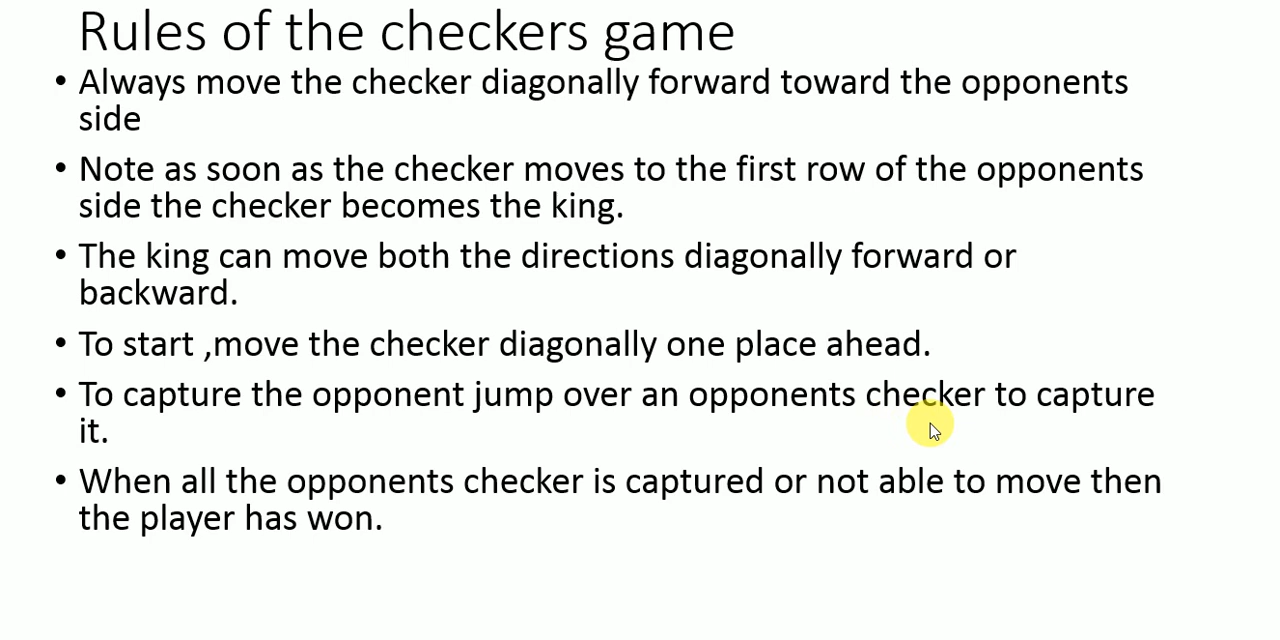 Rules of the checkers game
• Always move the checker diagonally forward toward the opponents
side
• Note as soon as the checker moves to the first row of the opponents
side the checker becomes the king.
• The king can move both the directions diagonally forward or
backward.
• To start ,move the checker diagonally one place ahead.
• To capture the opponent jump over an opponents checker to capture
it.
• When all the opponents checker is captured or not able to move then
the player has won.